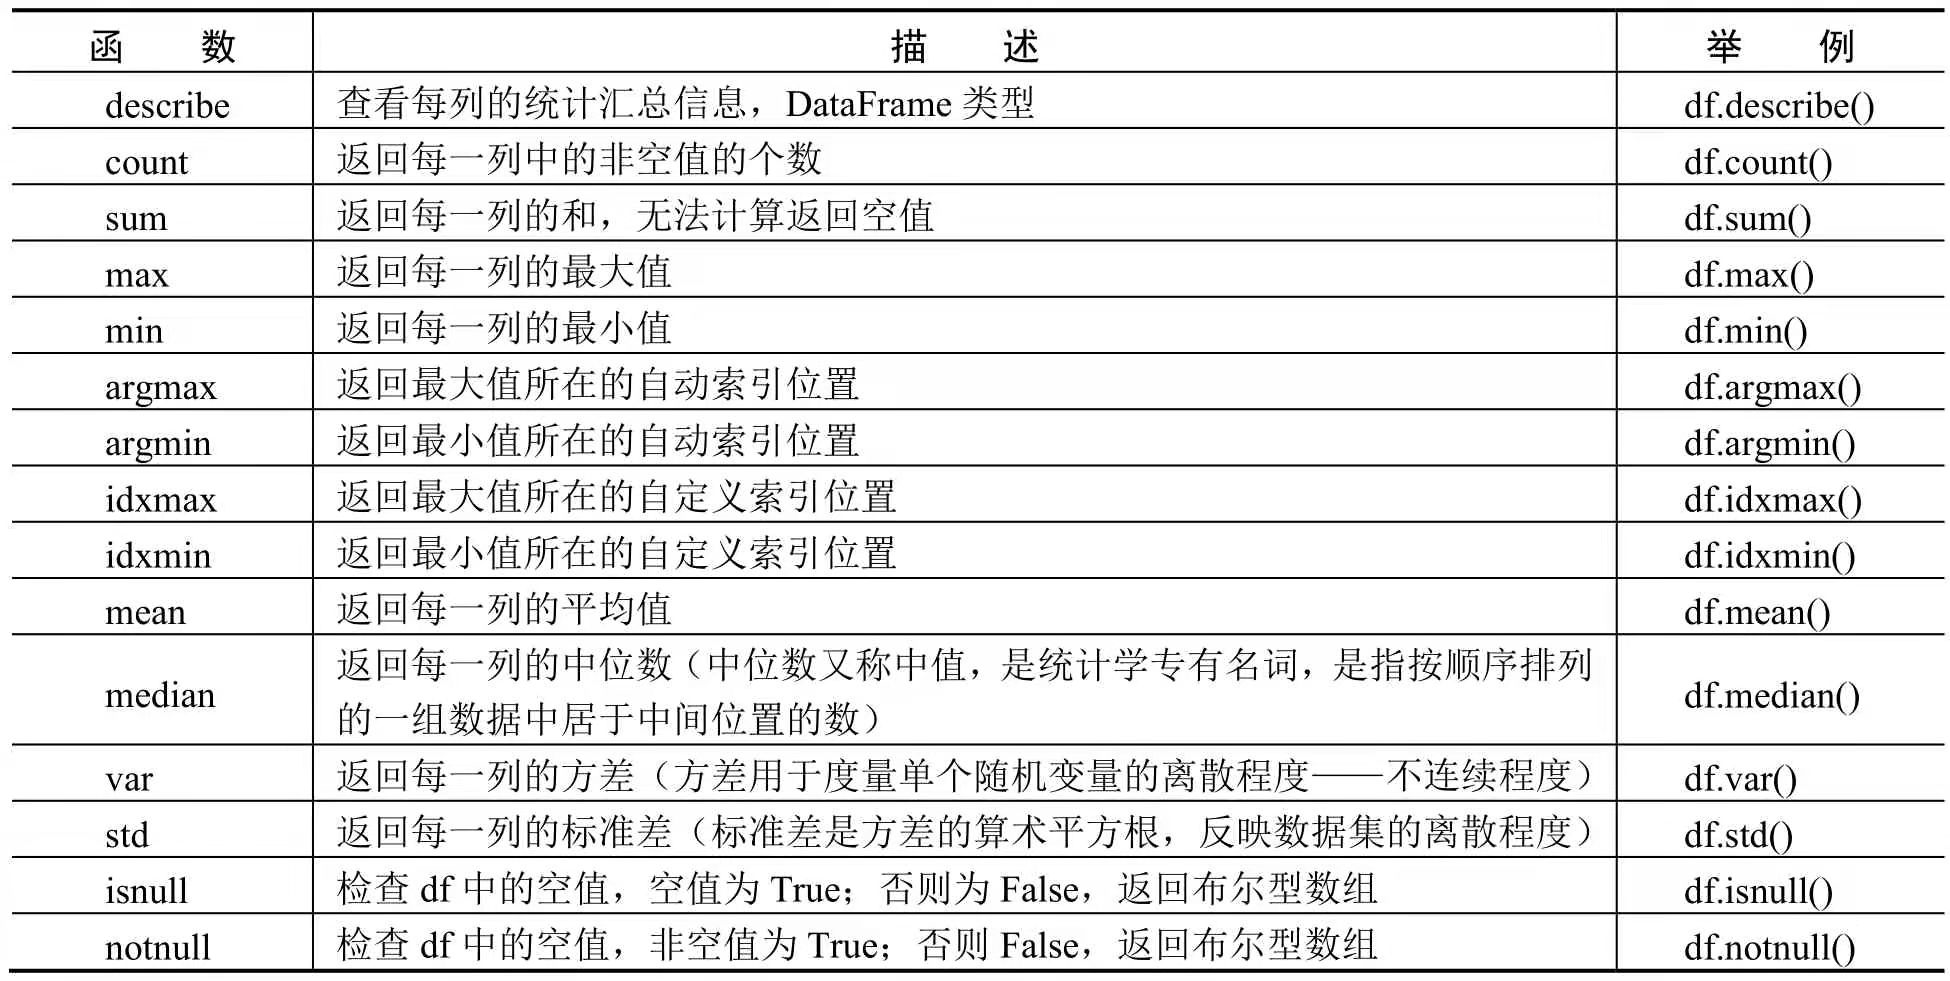 函 数 描 述 举 例
describe 查看每列的统计汇总信息，DataFrame 类型 df.describe()
count 返回每一列中的非空值的个数 df.count()
sum 返回每一列的和，无法计算返回空值 df.sum()
max 返回每一列的最大值 df.max()
min 返回每一列的最小值 df.min()
argmax 返回最大值所在的自动索引位置 df.argmax()
argmin 返回最小值所在的自动索引位置 df.argmin()
idxmax 返回最大值所在的自定义索引位置 df.idxmax()
idxmin 返回最小值所在的自定义索引位置 df.idxmin()
mean 返回每一列的平均值 df.mean()
median 返回每一列的中位数（中位数又称中值，是统计学专有名词，是指按顺序排列
的一组数据中居于中间位置的数） df.median()
var 返回每一列的方差（方差用于度量单个随机变量的离散程度——不连续程度） df.var()
std 返回每一列的标准差（标准差是方差的算术平方根，反映数据集的离散程度） df.std()
isnull 检查 df 中的空值，空值为 True；否则为 False，返回布尔型数组 df.isnull()
notnull 检查 df 中的空值，非空值为 True；否则 False，返回布尔型数组 df.notnull()